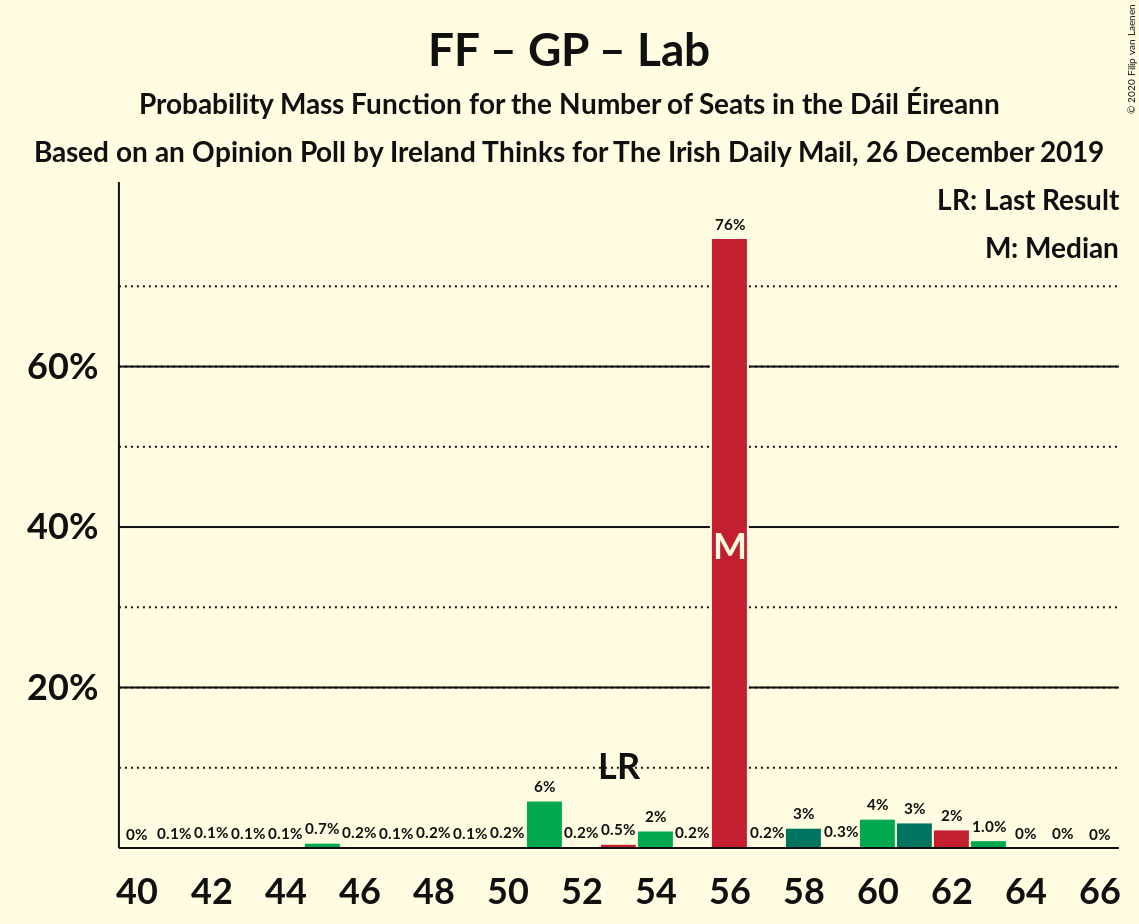 FF – GP – Lab
Probability Mass Function for the Number of Seats in the Dáil Éireann
Based on an Opinion Poll by Ireland Thinks for The Irish Daily Mail, 26 December 2019
© 2020 Filip van Laenen
LR: Last Result
M: Median
76%
60%
40%
M
20%
LR
0% 0.1% 0.1% 0.1% 0.1% 0.7% 0.2% 0.1% 0.2% 0.1% 0.2% 6% 0.2% 0.5% 2% 0.2% 0.2% 3% 0.3% 4% 3% 2% 1.0% 0% 0% 0%
40 42 44 46 48 50 52 54 56 58 60 62 64 66